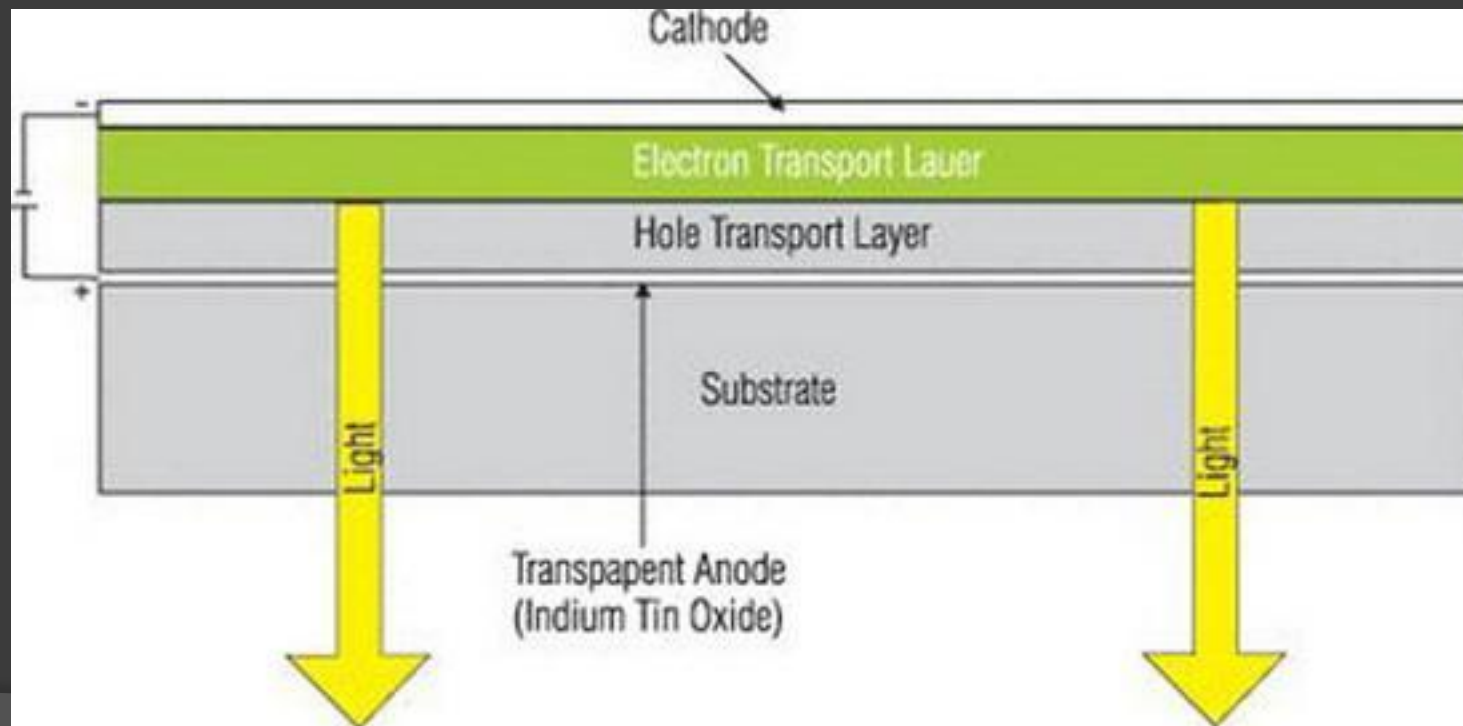 Cathode
-
Electron Transport Lauer
Hole Transport Layer
+
Substrate
Light
Light
Transpapent Anode
(Indium Tin Oxide)